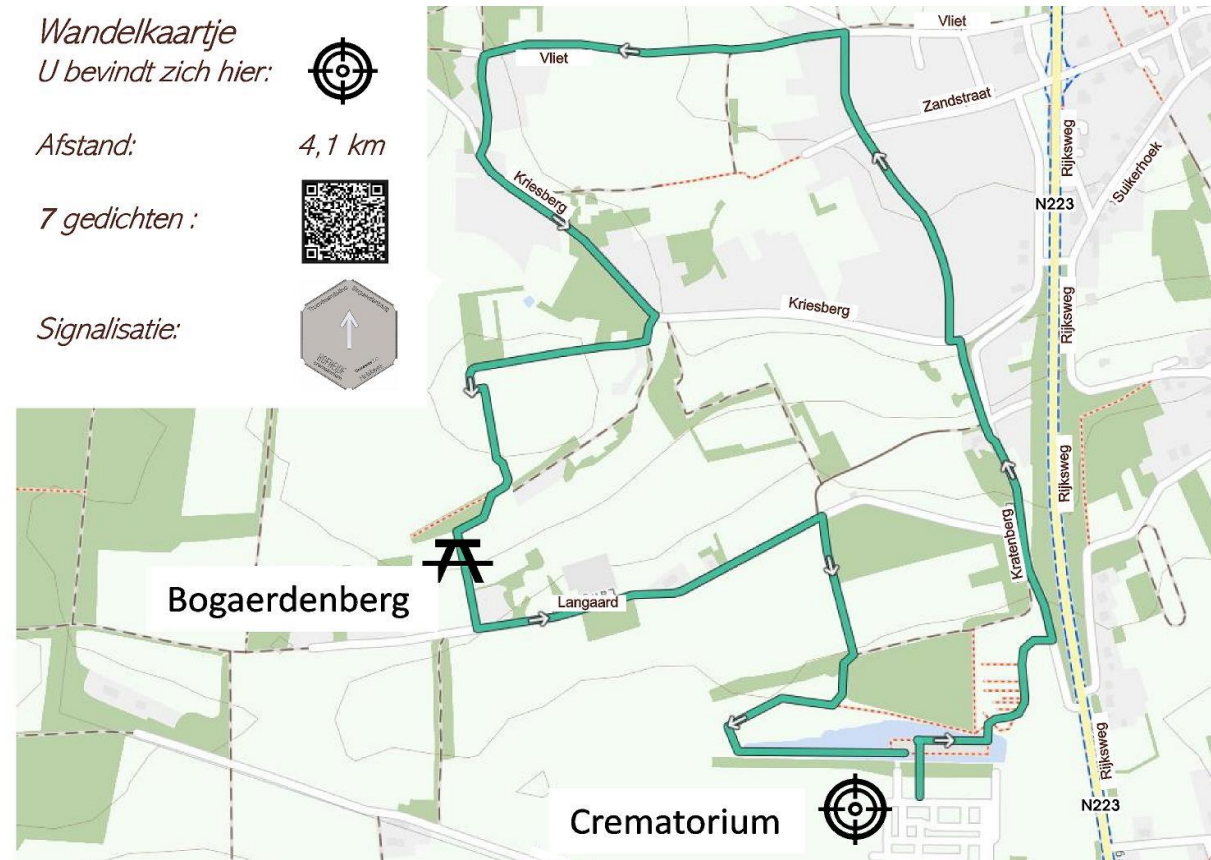 Wandelkaartje
U bevindt zich hier:
Afstand: 4,1 km
7 gedichten :
Signalisatie:
Vliet
Vliet
Zandstraat
Rijksweg
Suikerhoek
N223
Kriesberg
Kriesberg
Rijksweg
Rijksweg
Kratenberg
Langaard
Bogaerdenberg
Rijksweg
N223
Crematorium